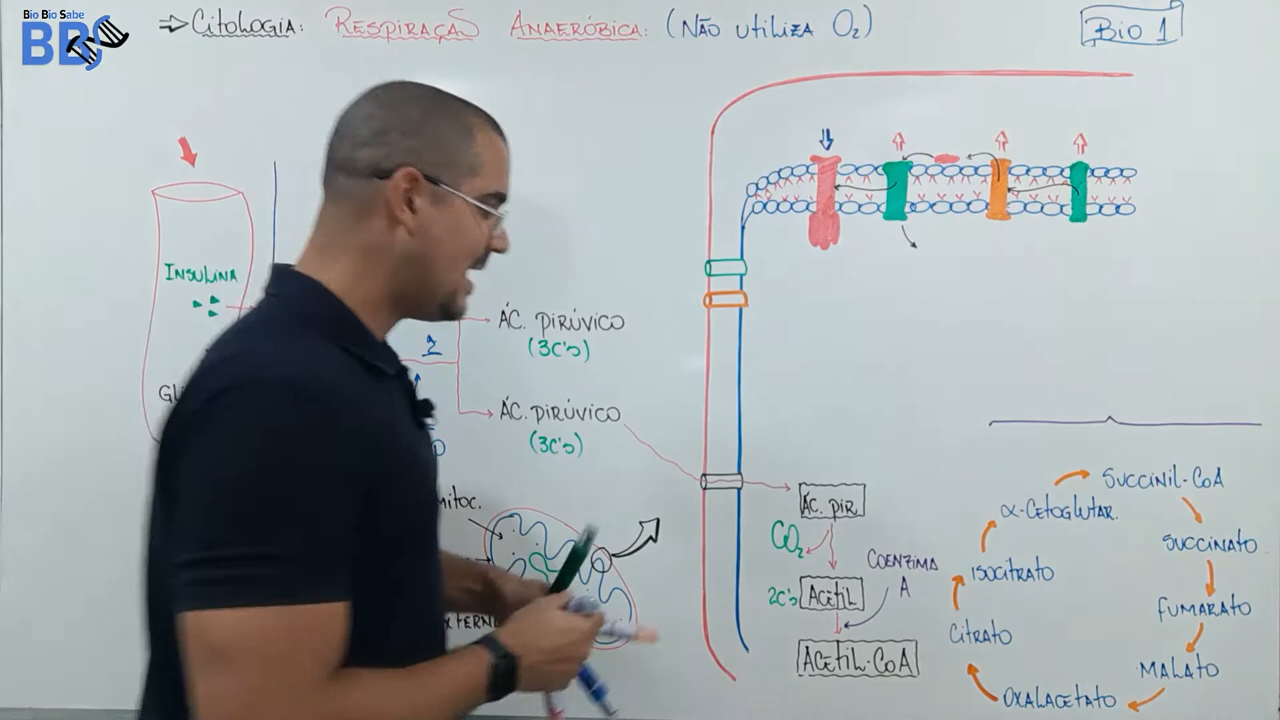 Bio Bio Sabe
BBS
⇒ Citologia: Respiração Anaeróbica: (Não utiliza O₂)
Bio 1
Insulina
Ác. Pirúvico
(3C's)
2
Ác. Pirúvico
(3C's)
Ác. Pir.
CO₂
Coenzima
A
2C's
Acetil
Acetil-CoA
Succinil-CoA
α-Cetoglutar.
Succinato
Isocitrato
Fumarato
Citrato
Malato
Oxalacetato